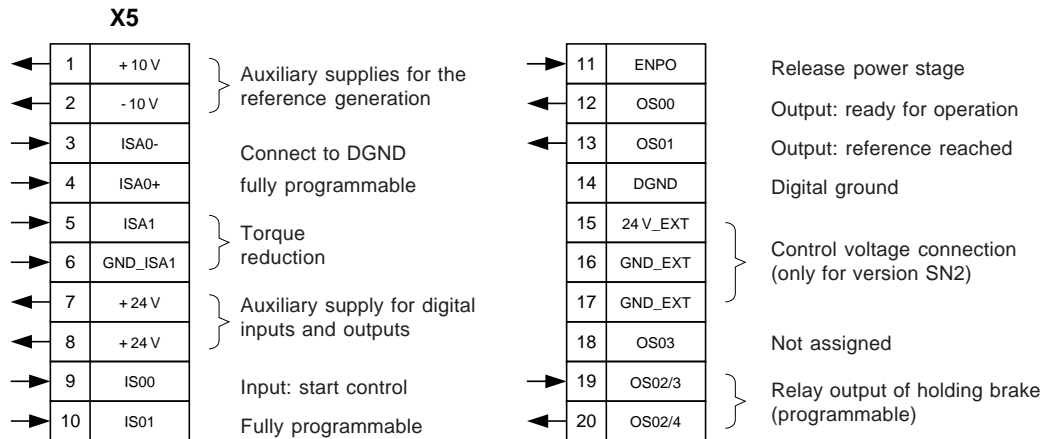 X5
1 + 10 V
Auxiliary supplies for the
reference generation
2 - 10 V
3 ISA0-
Connect to DGND
4 ISA0+
fully programmable
5 ISA1
Torque
reduction
6 GND_ISA1
7 + 24 V
Auxiliary supply for digital
inputs and outputs
8 + 24 V
9 IS00
Input: start control
10 IS01
Fully programmable
11 ENPO
Release power stage
12 OS00
Output: ready for operation
13 OS01
Output: reference reached
14 DGND
Digital ground
15 24 V_EXT
16 GND_EXT
Control voltage connection
(only for version SN2)
17 GND_EXT
18 OS03
Not assigned
19 OS02/3
Relay output of holding brake
(programmable)
20 OS02/4